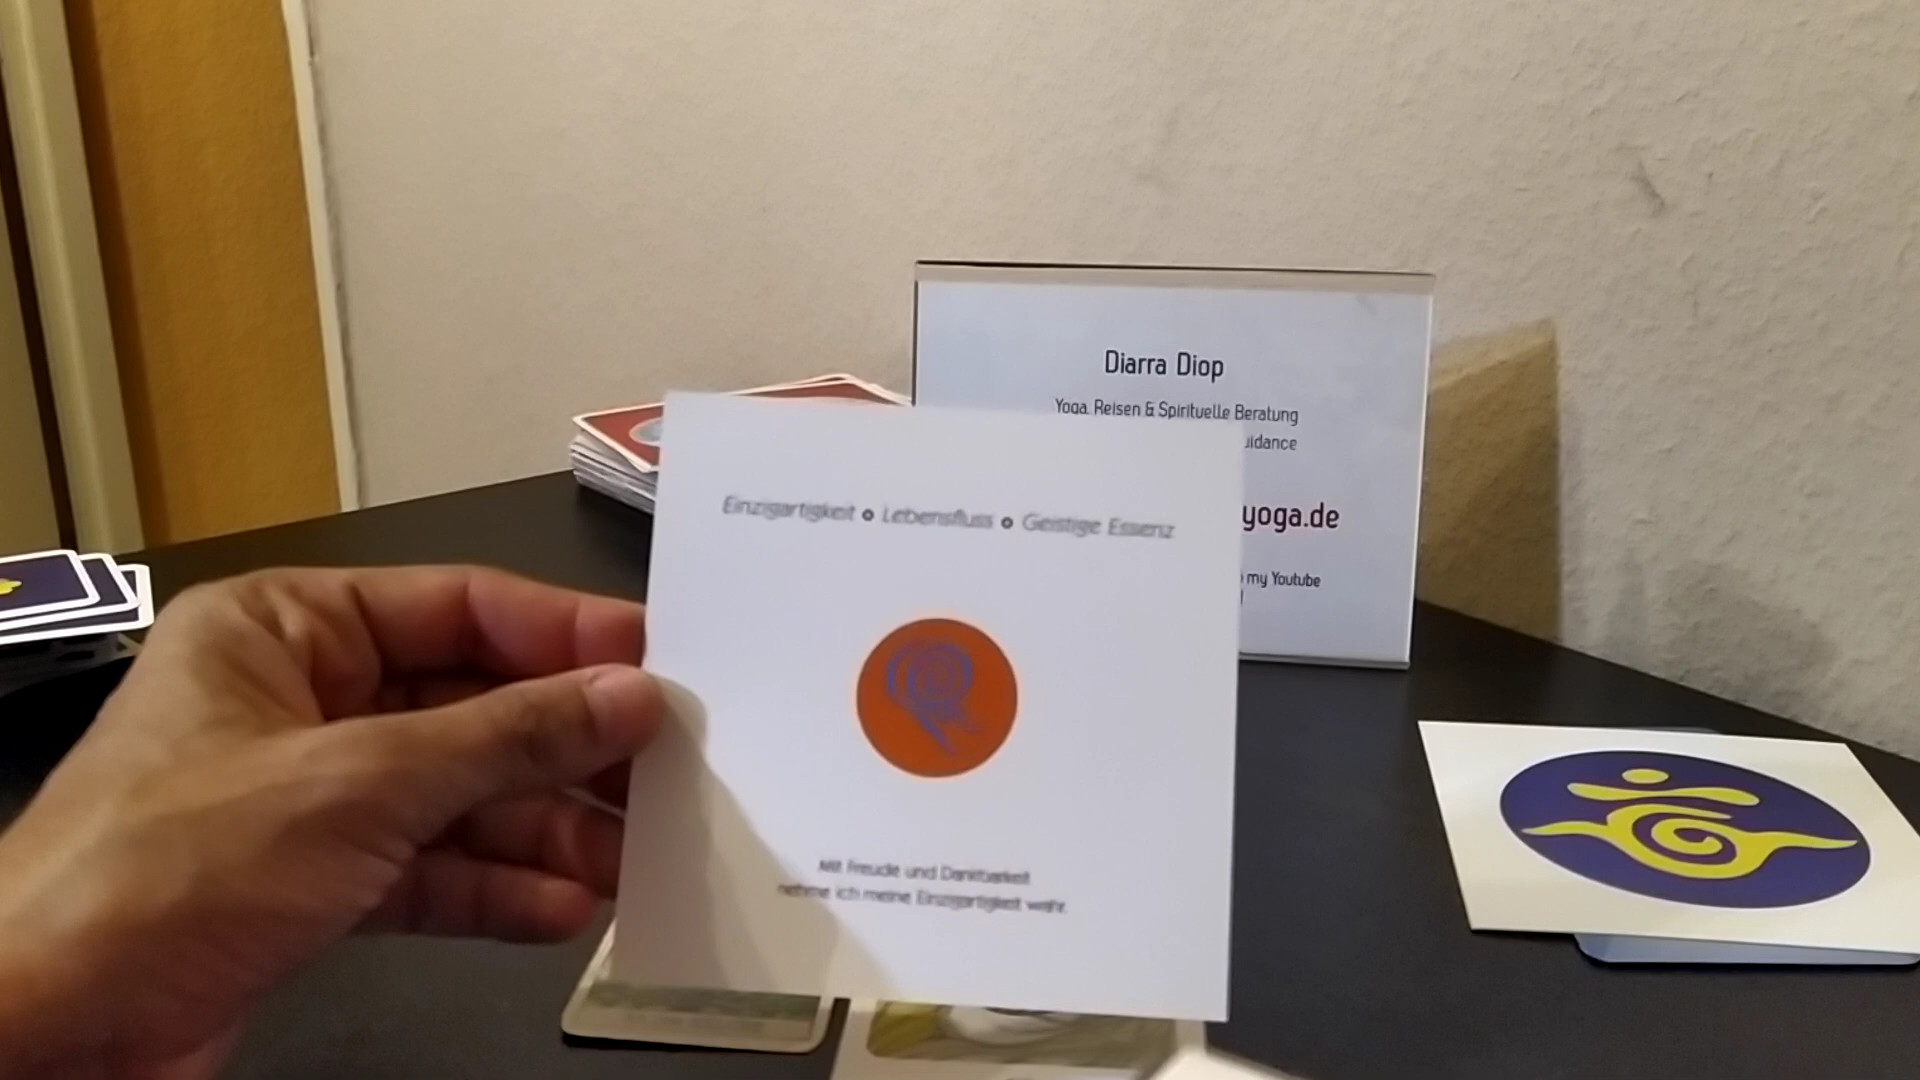 Diarra Diop
Yoga, Reisen & Spirituelle Beratung
uidance
yoga.de
my Youtube
Einzigartigkeit o Lebensfluss o Geistige Essenz
Mit Freude und Dankbarkeit
nehme ich meine Einzigartigkeit wahr.